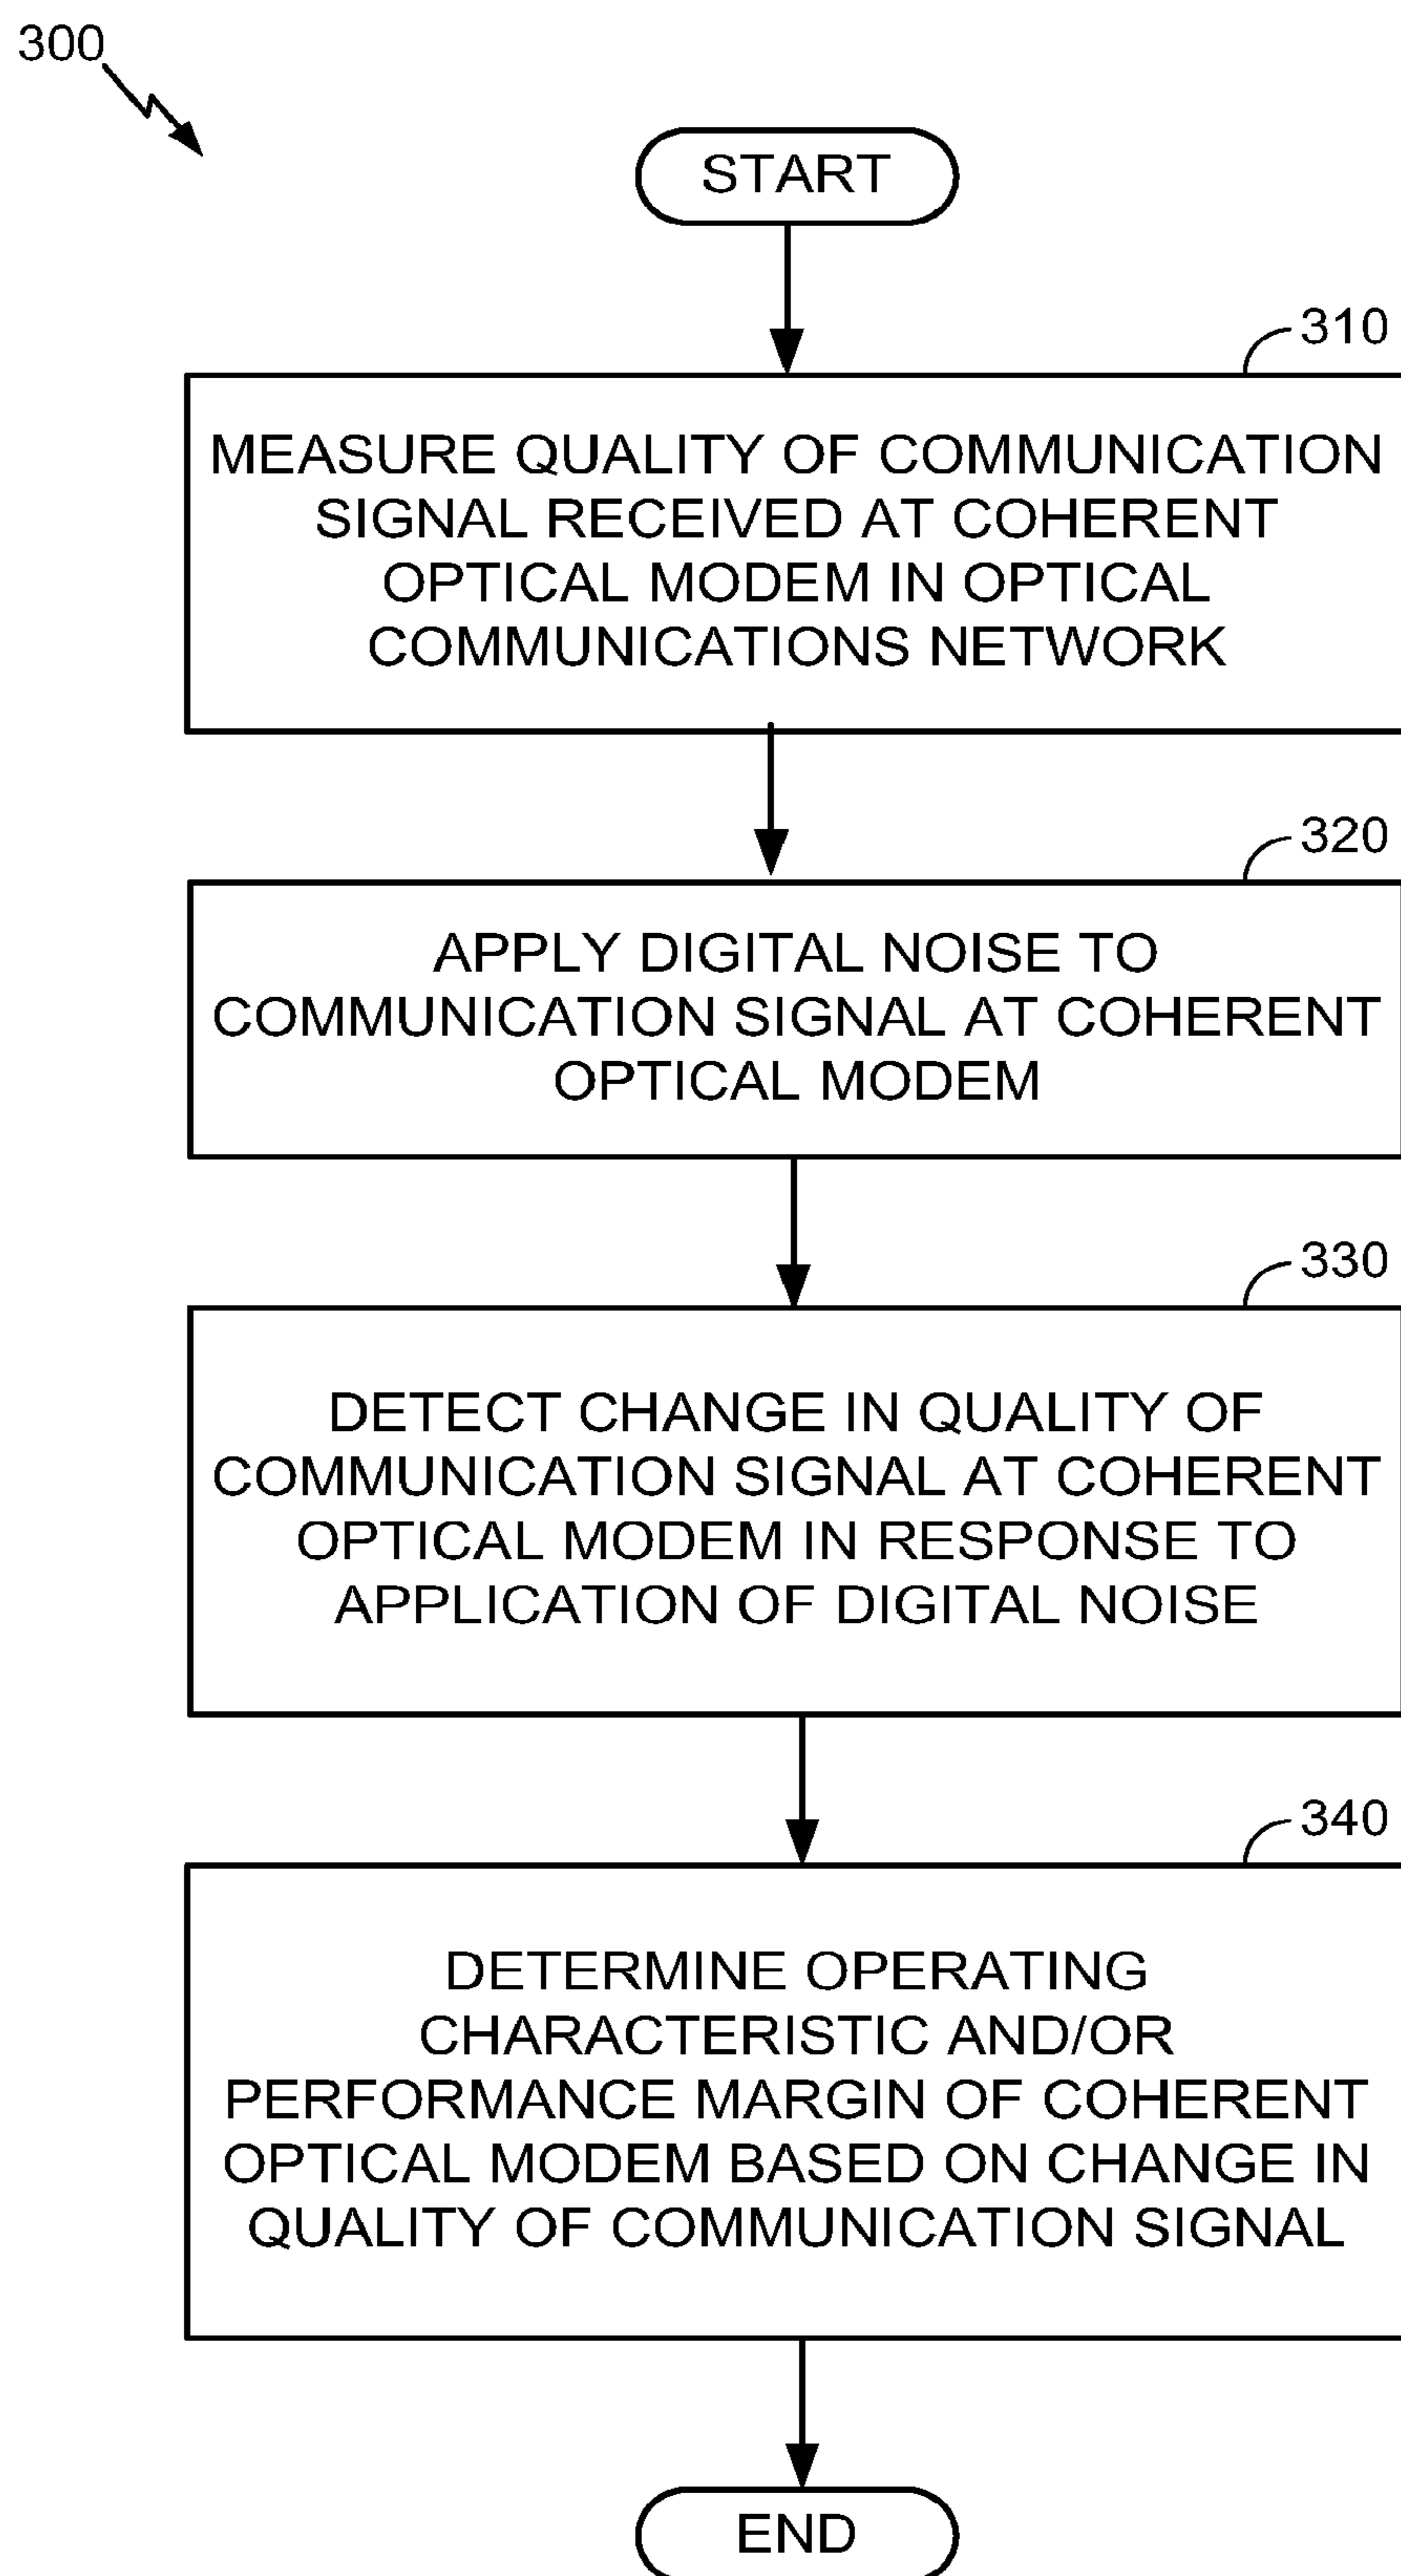 300
START
310
MEASURE QUALITY OF COMMUNICATION
SIGNAL RECEIVED AT COHERENT
OPTICAL MODEM IN OPTICAL
COMMUNICATIONS NETWORK
320
APPLY DIGITAL NOISE TO
COMMUNICATION SIGNAL AT COHERENT
OPTICAL MODEM
330
DETECT CHANGE IN QUALITY OF
COMMUNICATION SIGNAL AT COHERENT
OPTICAL MODEM IN RESPONSE TO
APPLICATION OF DIGITAL NOISE
340
DETERMINE OPERATING
CHARACTERISTIC AND/OR
PERFORMANCE MARGIN OF COHERENT
OPTICAL MODEM BASED ON CHANGE IN
QUALITY OF COMMUNICATION SIGNAL
END